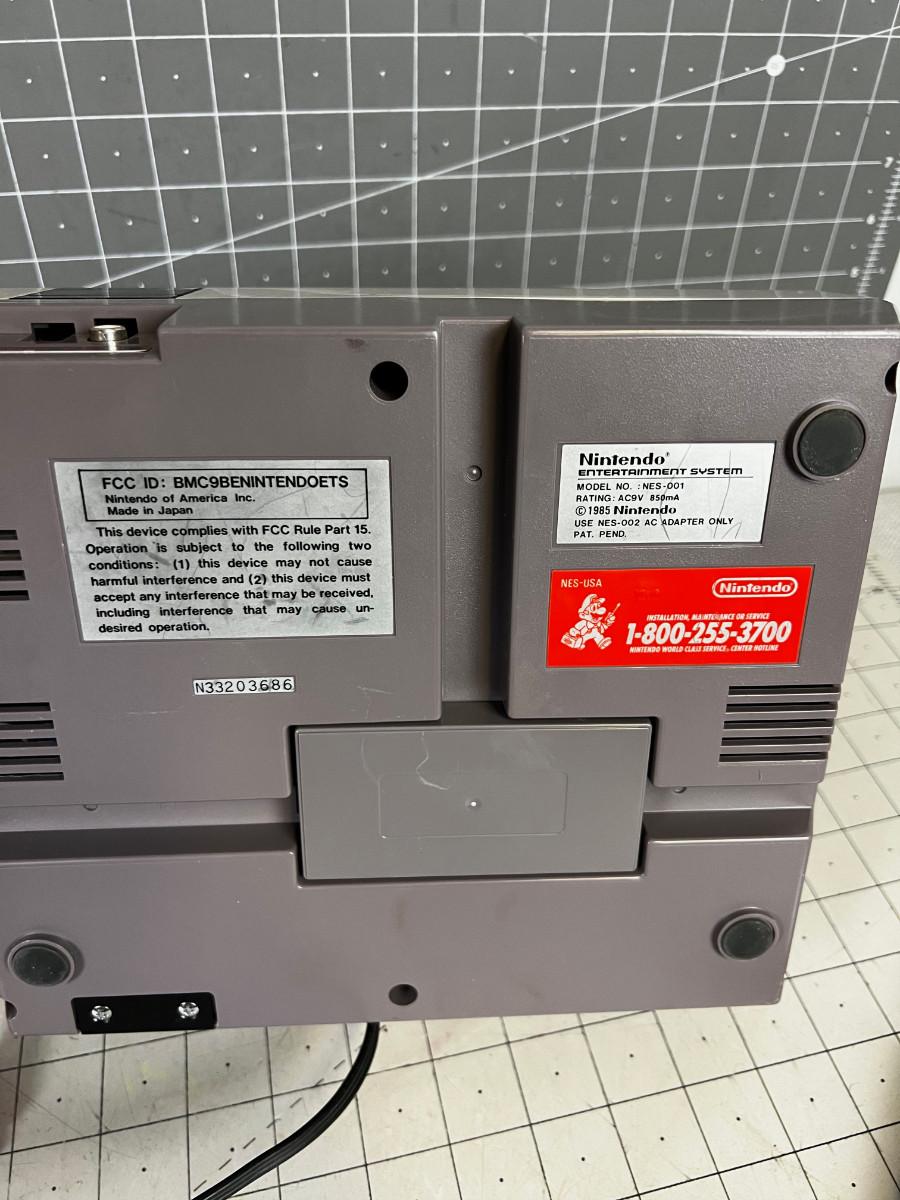 7
6
5
FCC ID: BMC9BENINTENDOETS
Nintendo of America Inc.
Made in Japan
This device complies with FCC Rule Part 15.
Operation is subject to the following two
conditions: (1) this device may not cause
harmful interference and (2) this device must
accept any interference that may be received,
including interference that may cause un-
desired operation.
N33203686
Nintendo®
ENTERTAINMENT SYSTEM
MODEL NO. : NES-001
RATING: AC9V 850mA
©1985 Nintendo
USE NES-002 AC ADAPTER ONLY
PAT. PEND.
NES-USA
Nintendo®
INSTALLATION, MAINTENANCE OR SERVICE
1-800-255-3700
NINTENDO WORLD CLASS SERVICE® CENTER HOTLINE